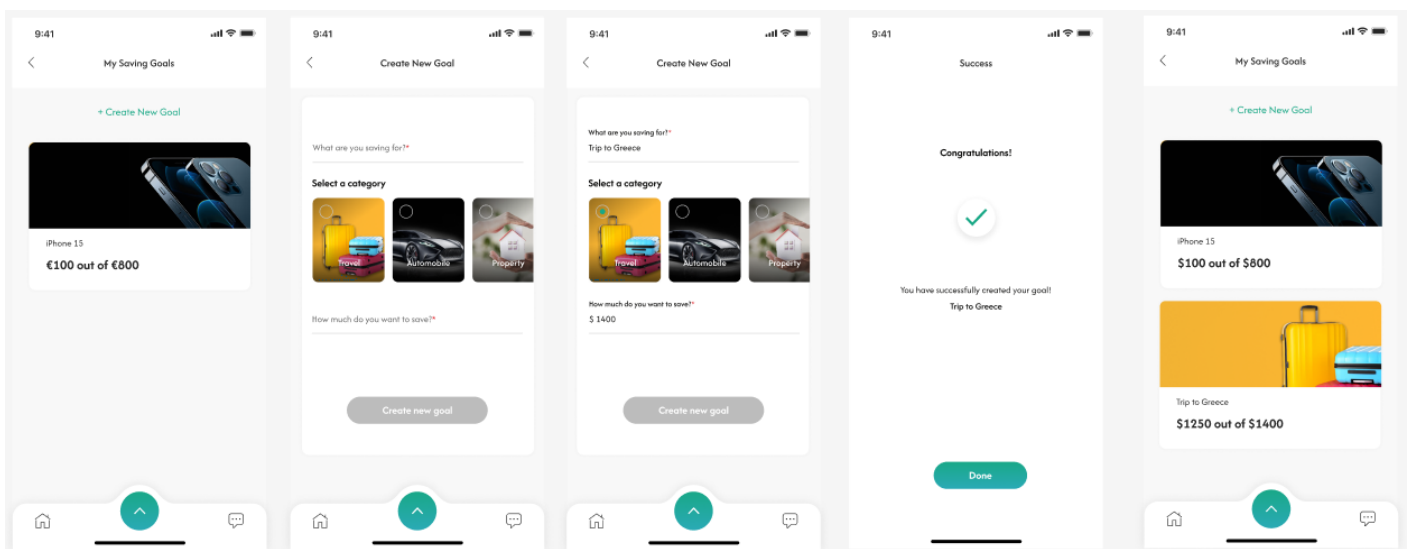 9:41
My Saving Goals
+ Create New Goal
iPhone 15
€100 out of €800
9:41
Create New Goal
What are you saving for?*
Select a category
Travel
Automobile
Property
How much do you want to save?*
Create new goal
9:41
Create New Goal
What are you saving for?*
Trip to Greece
Select a category
Travel
Automobile
Property
How much do you want to save?*
$ 1400
Create new goal
9:41
Success
Congratulations!
You have successfully created your goal!
Trip to Greece
Done
9:41
My Saving Goals
+ Create New Goal
iPhone 15
$100 out of $800
Trip to Greece
$1250 out of $1400